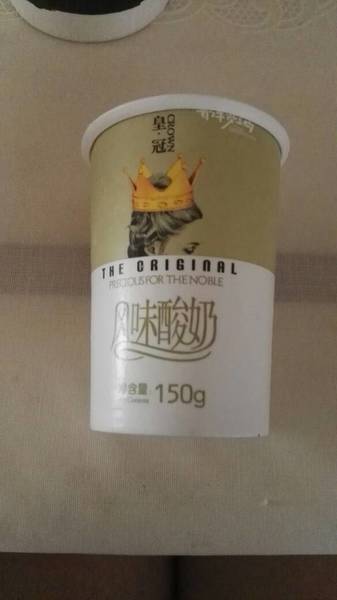 皇·冠
CROWN
THE ORIGINAL
PRECIOUS FOR THE NOBLE
风味酸奶
净含量 150g